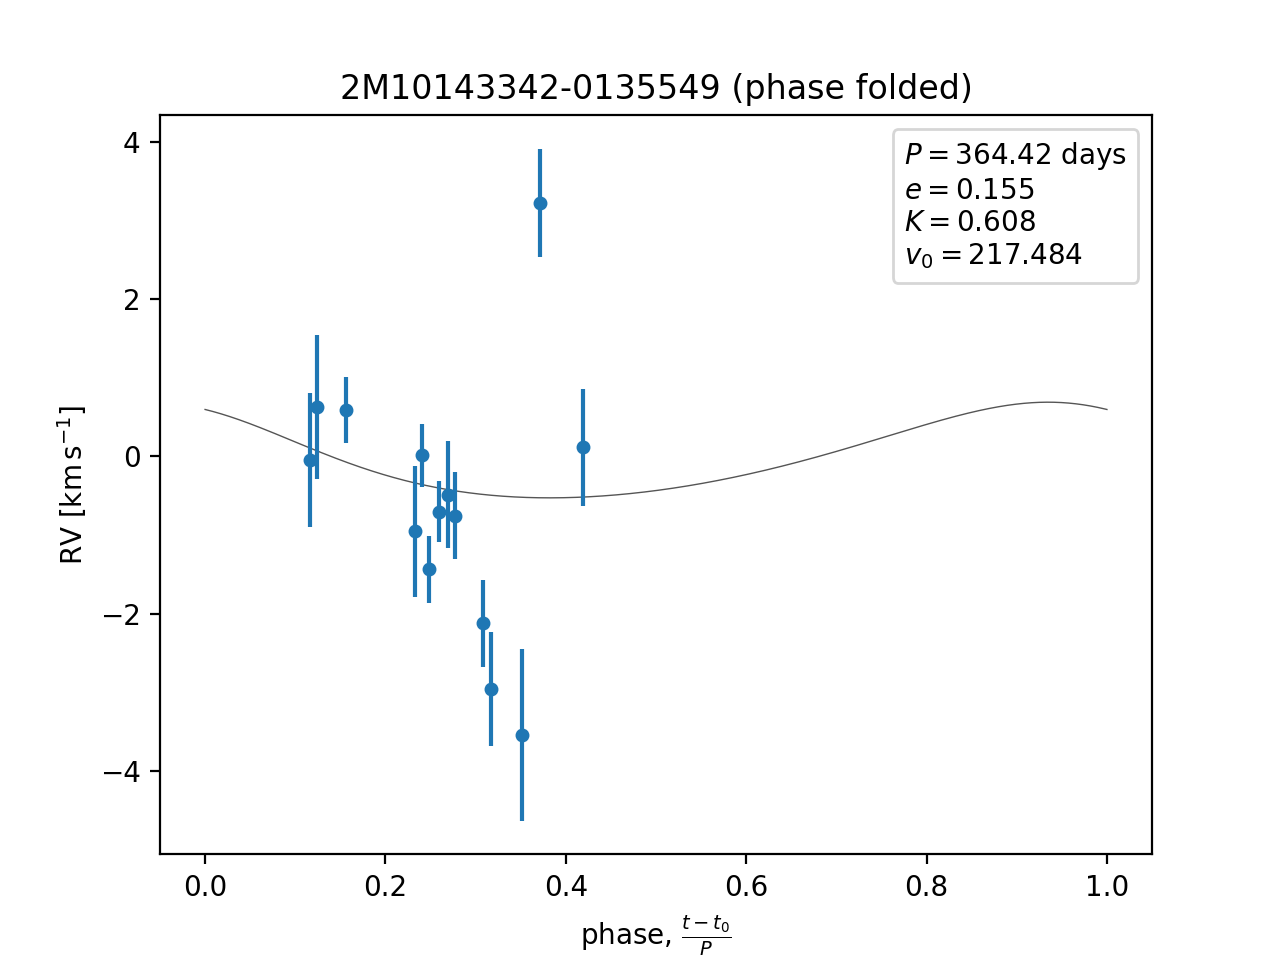 2M10143342-0135549 (phase folded)
P = 364.42 days
e = 0.155
K = 0.608
v₀ = 217.484
RV [km s⁻¹]
4
2
0
−2
−4
0.0 0.2 0.4 0.6 0.8 1.0
phase, (t − t₀)/P